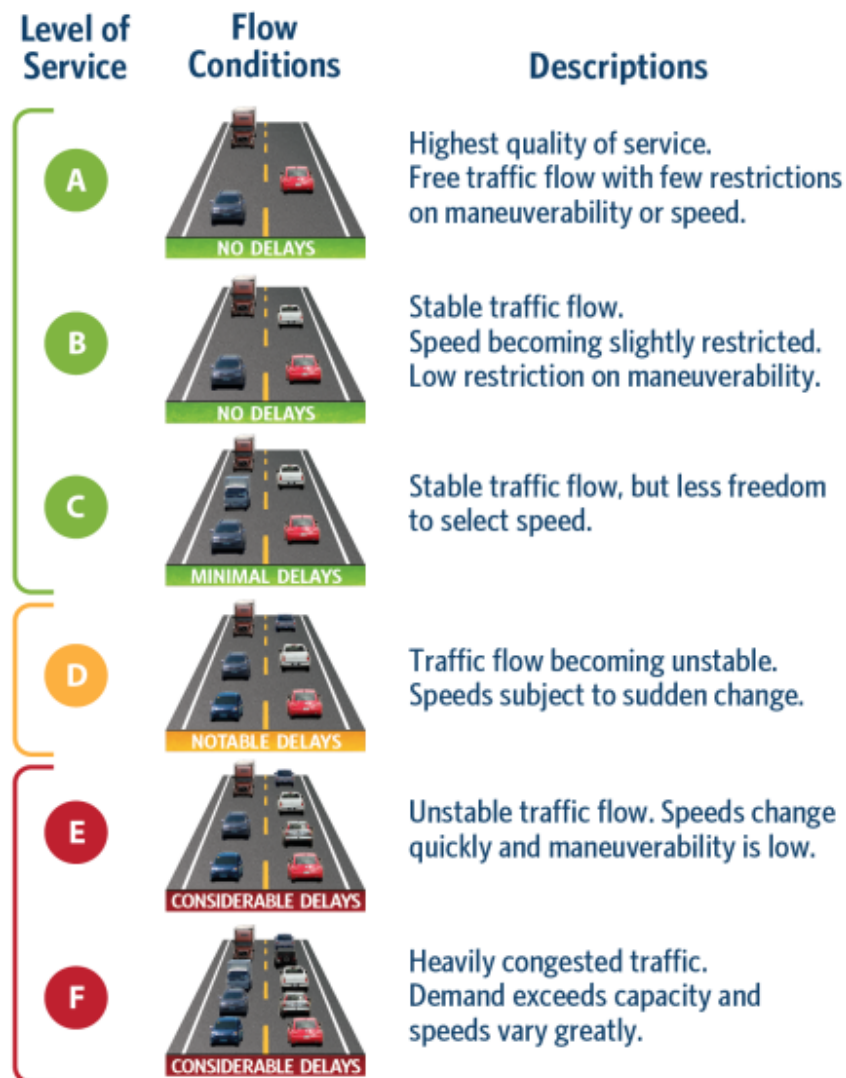 Level of
Service
Flow
Conditions
Descriptions
A
NO DELAYS
Highest quality of service.
Free traffic flow with few restrictions
on maneuverability or speed.
B
NO DELAYS
Stable traffic flow.
Speed becoming slightly restricted.
Low restriction on maneuverability.
C
MINIMAL DELAYS
Stable traffic flow, but less freedom
to select speed.
D
NOTABLE DELAYS
Traffic flow becoming unstable.
Speeds subject to sudden change.
E
CONSIDERABLE DELAYS
Unstable traffic flow. Speeds change
quickly and maneuverability is low.
F
CONSIDERABLE DELAYS
Heavily congested traffic.
Demand exceeds capacity and
speeds vary greatly.